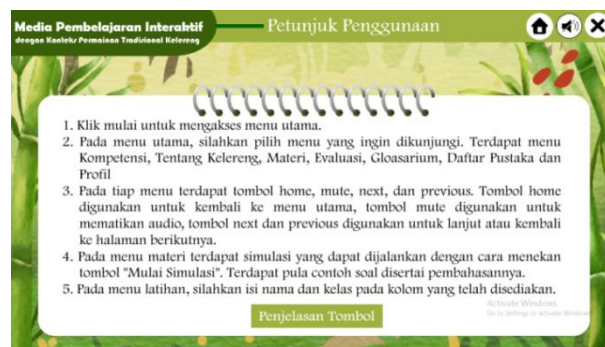 Media Pembelajaran Interaktif
dengan Konteks Permainan Tradisional Kelereng
Petunjuk Penggunaan
1. Klik mulai untuk mengakses menu utama.
2. Pada menu utama, silahkan pilih menu yang ingin dikunjungi. Terdapat menu
Kompetensi, Tentang Kelereng, Materi, Evaluasi, Gloasarium, Daftar Pustaka dan
Profil
3. Pada tiap menu terdapat tombol home, mute, next, dan previous. Tombol home
digunakan untuk kembali ke menu utama, tombol mute digunakan untuk
mematikan audio, tombol next dan previous digunakan untuk lanjut atau kembali
ke halaman berikutnya.
4. Pada menu materi terdapat simulasi yang dapat dijalankan dengan cara menekan
tombol "Mulai Simulasi". Terdapat pula contoh soal disertai pembahasannya.
5. Pada menu latihan, silahkan isi nama dan kelas pada kolom yang telah disediakan.
Penjelasan Tombol
Activate Windows
Go to Settings to activate Windows